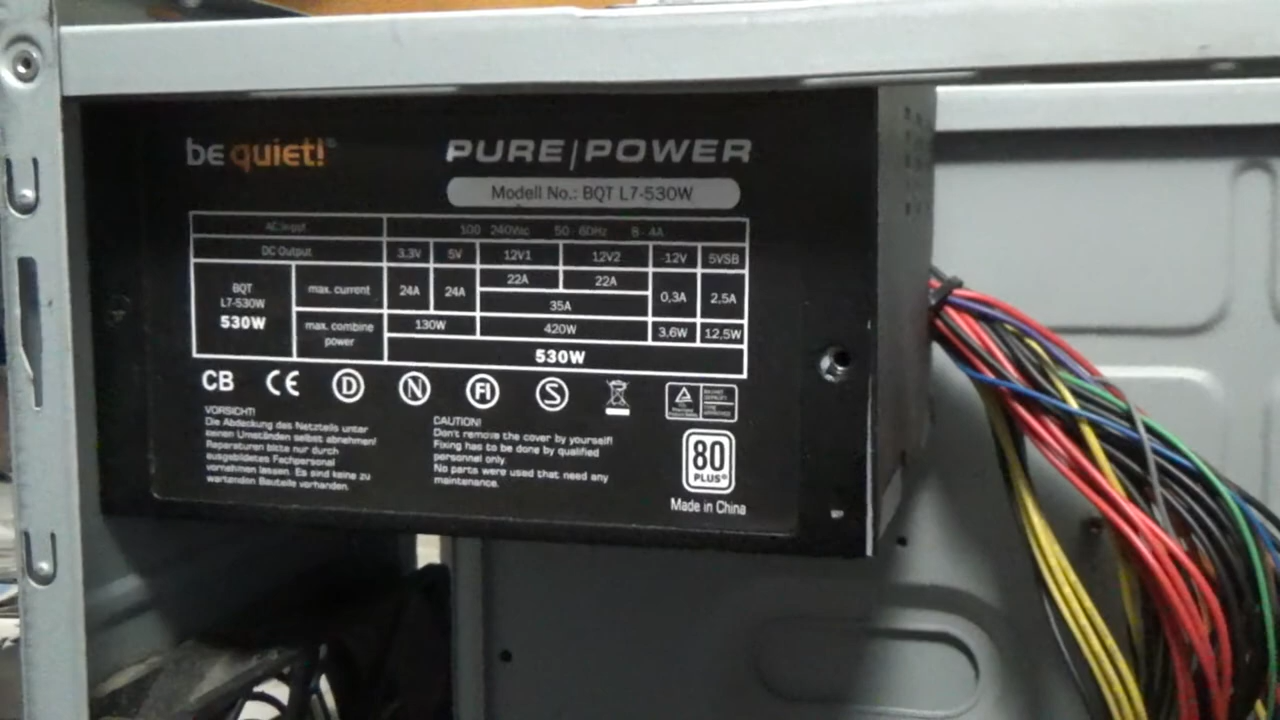 be quiet!®
PURE|POWER
Modell No.: BQT L7-530W
AC Input 100 240Vac 50 - 60Hz 8 - 4A
DC Output 3.3V 5V 12V1 12V2 -12V 5VSB
BQT L7-530W 530W
max. current 24A 24A 22A 22A 0,3A 2,5A
35A
max. combine power 130W 420W 3.6W 12,5W
530W
CB CE D N FI S
VORSICHT!
Die Abdeckung das Netzteils unter
keinen Umständen selbst abnehmen!
Reparaturen bitte nur durch
ausgebildetes Fachpersonal
vornehmen lassen. Es sind keine zu
wartenden Bauteile vorhanden.
CAUTION!
Don't remove the cover by yourself!
Fixing has to be done by qualified
personnel only.
No parts were used that need any
maintenance.
80
PLUS®
Made in China